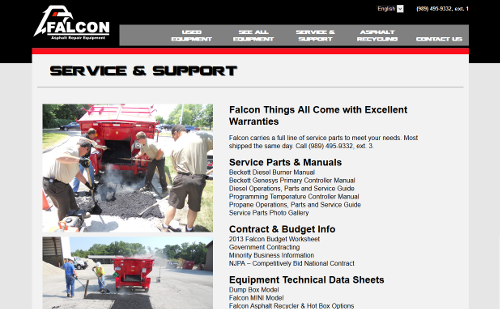 English
(989) 495-9332, ext. 1
FALCON
Asphalt Repair Equipment
USED EQUIPMENT
SEE ALL EQUIPMENT
SERVICE & SUPPORT
ASPHALT RECYCLING
CONTACT US
SERVICE & SUPPORT
Falcon Things All Come with Excellent
Warranties
Falcon carries a full line of service parts to meet your needs. Most
shipped the same day. Call (989) 495-9332, ext. 3.
Service Parts & Manuals
Beckett Diesel Burner Manual
Beckett Genesys Primary Controller Manual
Diesel Operations, Parts and Service Guide
Programming Temperature Controller Manual
Propane Operations, Parts and Service Guide
Service Parts Photo Gallery
Contract & Budget Info
2013 Falcon Budget Worksheet
Government Contracting
Minority Business Information
NJPA – Competitively Bid National Contract
Equipment Technical Data Sheets
Dump Box Model
Falcon MINI Model
Falcon Asphalt Recycler & Hot Box Options